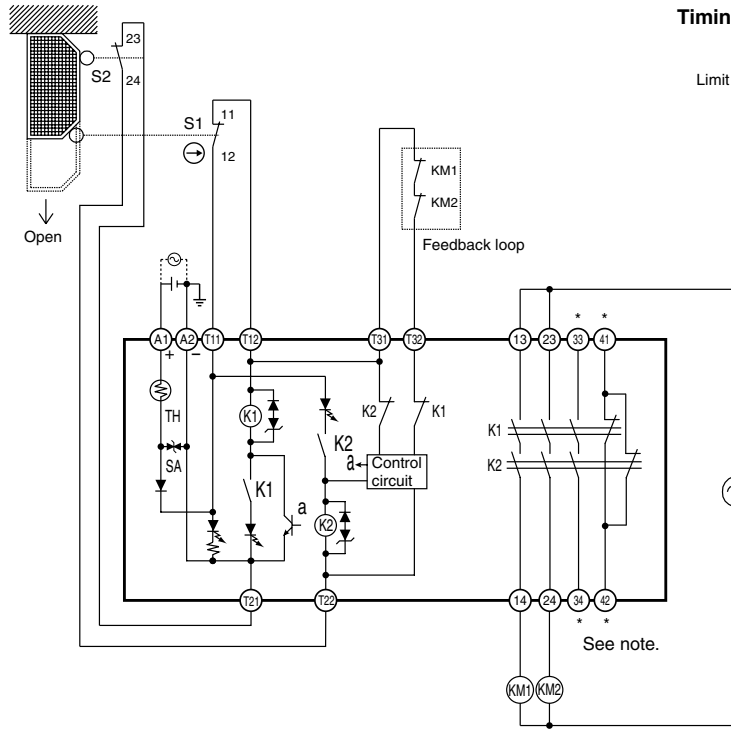 Timin
Limit
23
S2
24
S1
11
12
KM1
KM2
Feedback loop
Open
A1
A2
T11
T12
T31
T32
13
23
33
41
*
*
+
−
TH
SA
K1
K1
K2
K2
a
K2
K1
a
Control
circuit
K1
K2
T21
T22
14
24
34
42
*
*
See note.
KM1
KM2